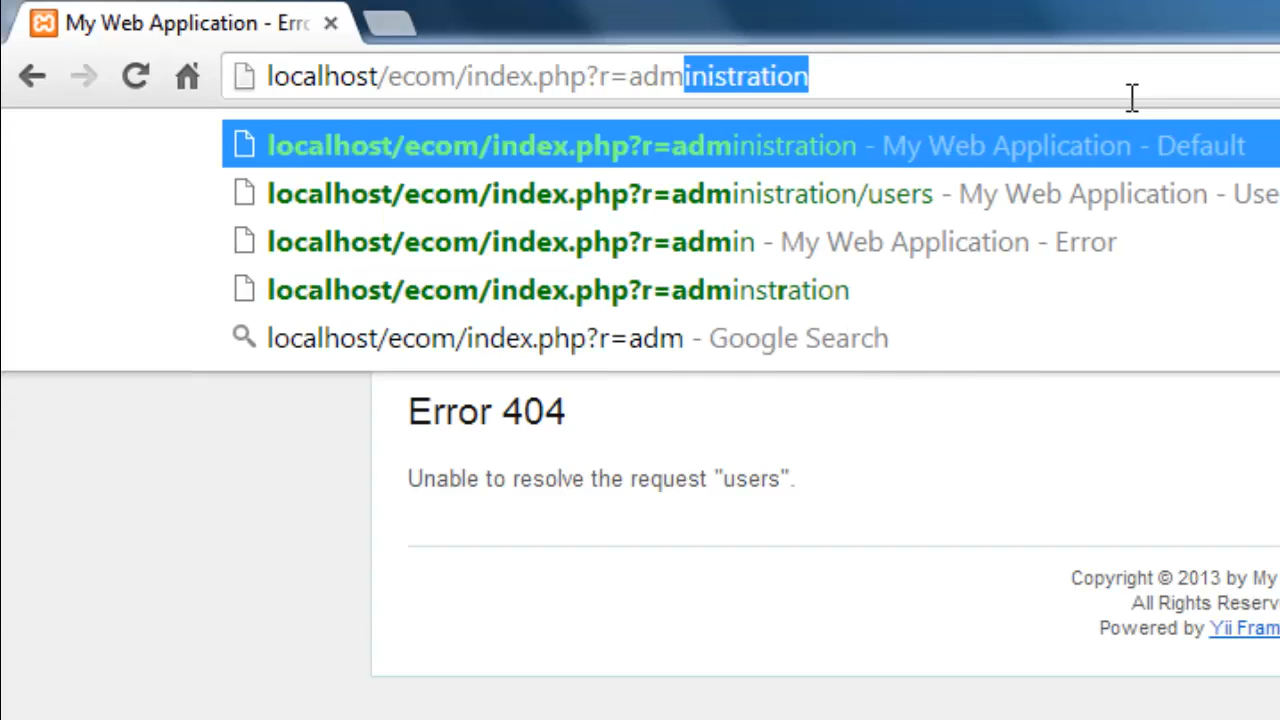 My Web Application - Erro
localhost/ecom/index.php?r=administration
localhost/ecom/index.php?r=administration - My Web Application - Default
localhost/ecom/index.php?r=administration/users - My Web Application - Use
localhost/ecom/index.php?r=admin - My Web Application - Error
localhost/ecom/index.php?r=adminstration
localhost/ecom/index.php?r=adm - Google Search
Error 404
Unable to resolve the request "users".
Copyright © 2013 by My
All Rights Reserv
Powered by Yii Fram